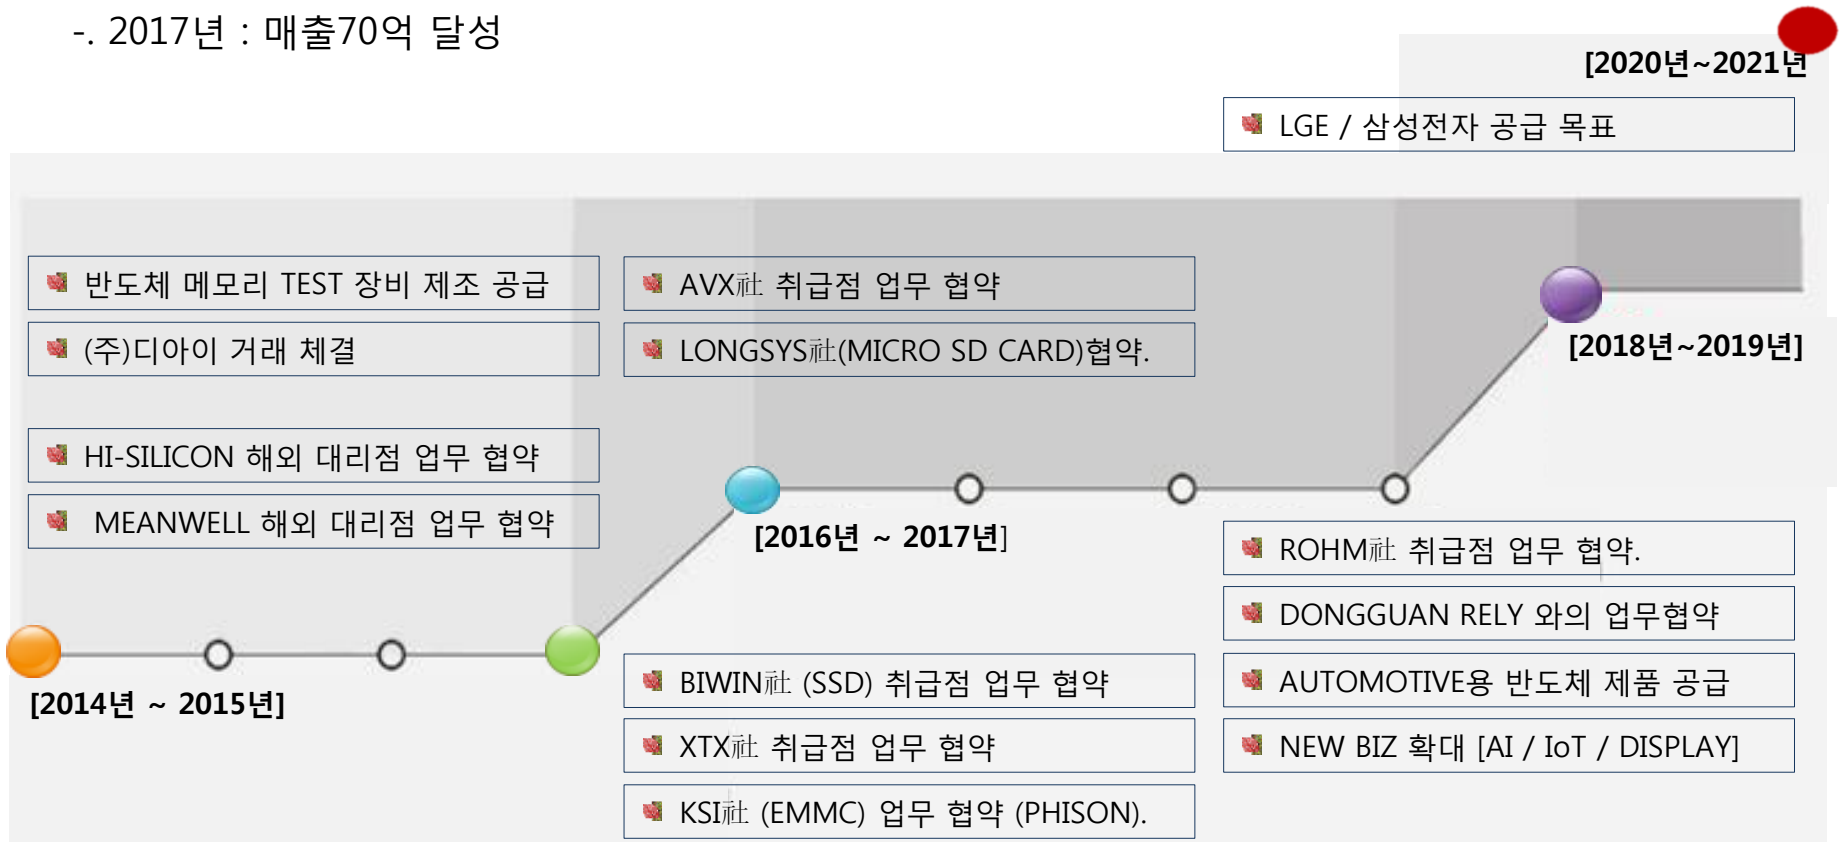 -. 2017년 : 매출70억 달성
[2020년~2021년
LGE / 삼성전자 공급 목표
반도체 메모리 TEST 장비 제조 공급
(주)디아이 거래 체결
HI-SILICON 해외 대리점 업무 협약
MEANWELL 해외 대리점 업무 협약
[2014년 ~ 2015년]
AVX社 취급점 업무 협약
LONGSYS社(MICRO SD CARD)협약.
[2016년 ~ 2017년]
BIWIN社 (SSD) 취급점 업무 협약
XTX社 취급점 업무 협약
KSI社 (EMMC) 업무 협약 (PHISON).
[2018년~2019년]
ROHM社 취급점 업무 협약.
DONGGUAN RELY 와의 업무협약
AUTOMOTIVE용 반도체 제품 공급
NEW BIZ 확대 [AI / IoT / DISPLAY]